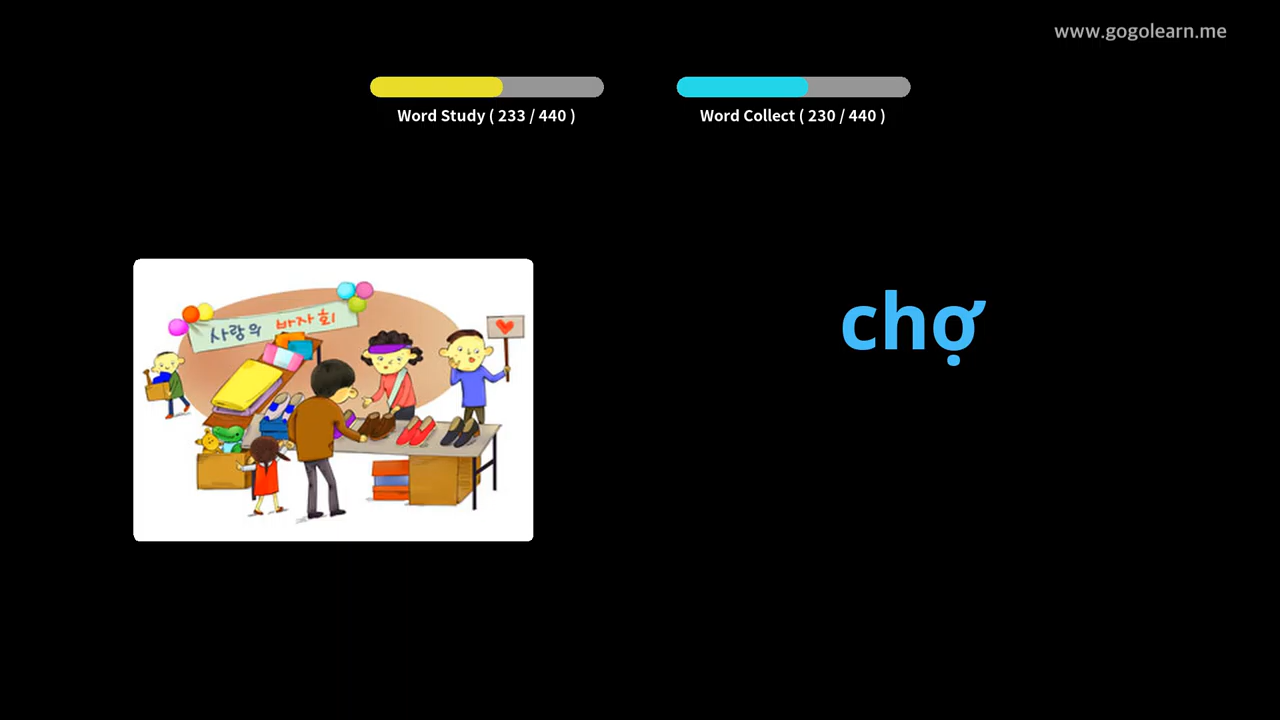 www.gogolearn.me
Word Study ( 233 / 440 )
Word Collect ( 230 / 440 )
사랑의 바자회
chợ